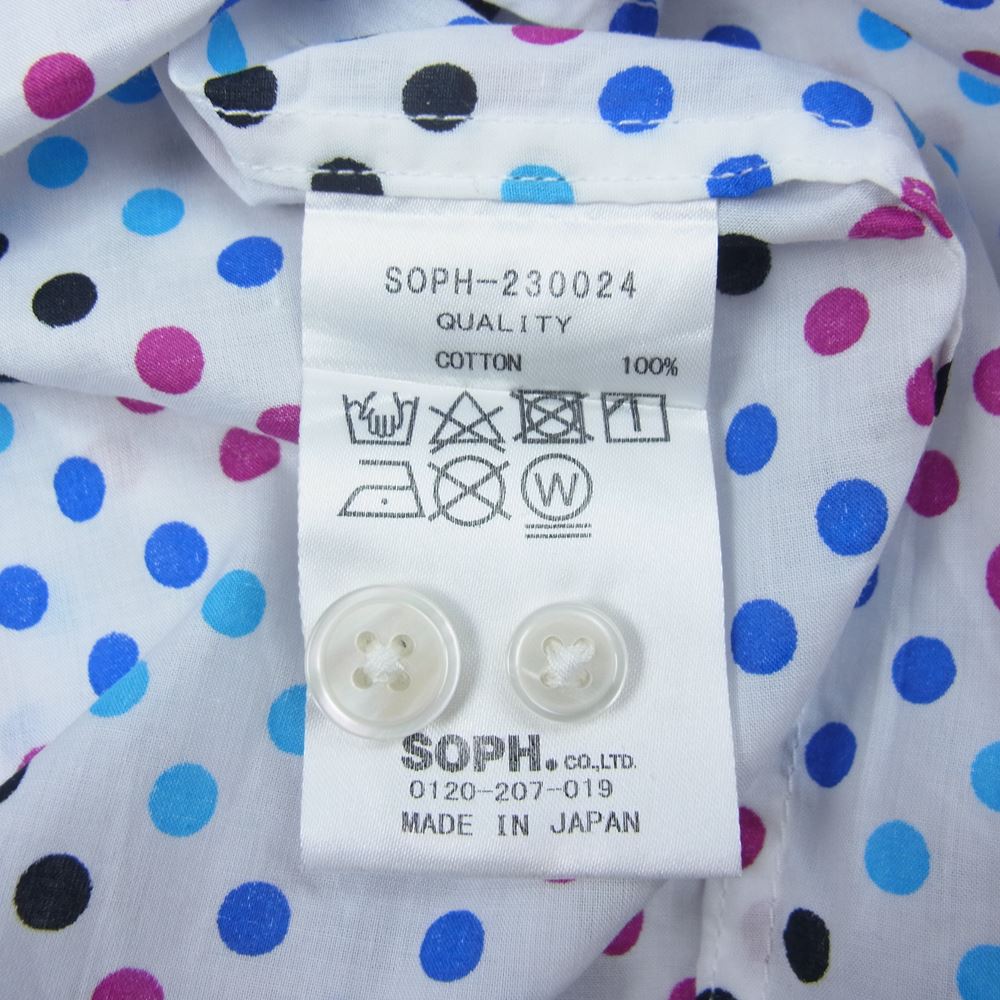 SOPH-230024
QUALITY
COTTON 100%
W
SOPH. CO.,LTD.
0120-207-019
MADE IN JAPAN